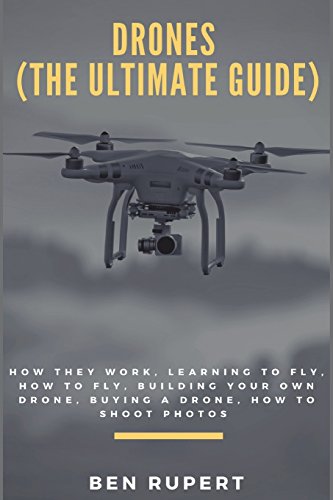 DRONES
(THE ULTIMATE GUIDE)
HOW THEY WORK, LEARNING TO FLY,
HOW TO FLY, BUILDING YOUR OWN
DRONE, BUYING A DRONE, HOW TO
SHOOT PHOTOS
BEN RUPERT